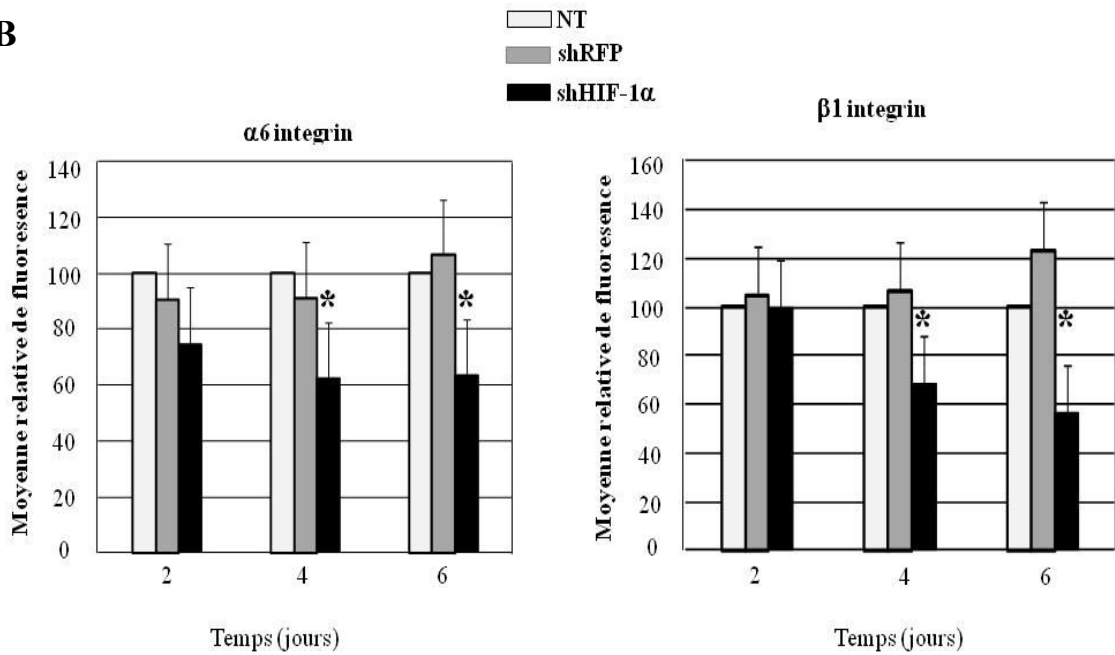 B
NT
shRFP
shHIF-1α
α6 integrin
Moyenne relative de fluoresence
140
120
100
80
60
40
20
0
*
*
2
4
6
Temps (jours)
β1 integrin
Moyenne relative de fluoresence
160
140
120
100
80
60
40
20
0
*
*
2
4
6
Temps (jours)